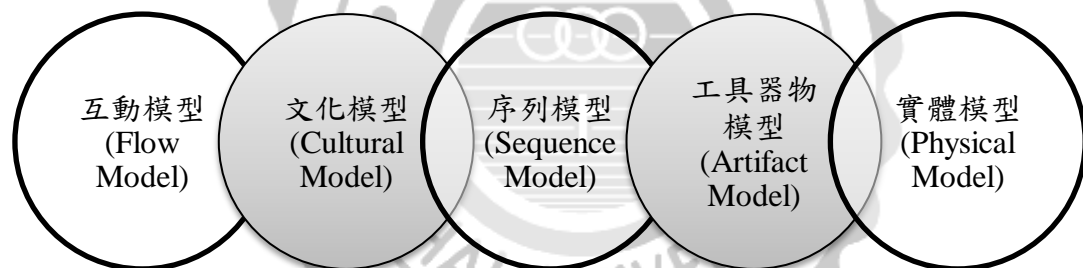 互動模型
(Flow
Model)
文化模型
(Cultural
Model)
序列模型
(Sequence
Model)
工具器物
模型
(Artifact
Model)
實體模型
(Physical
Model)